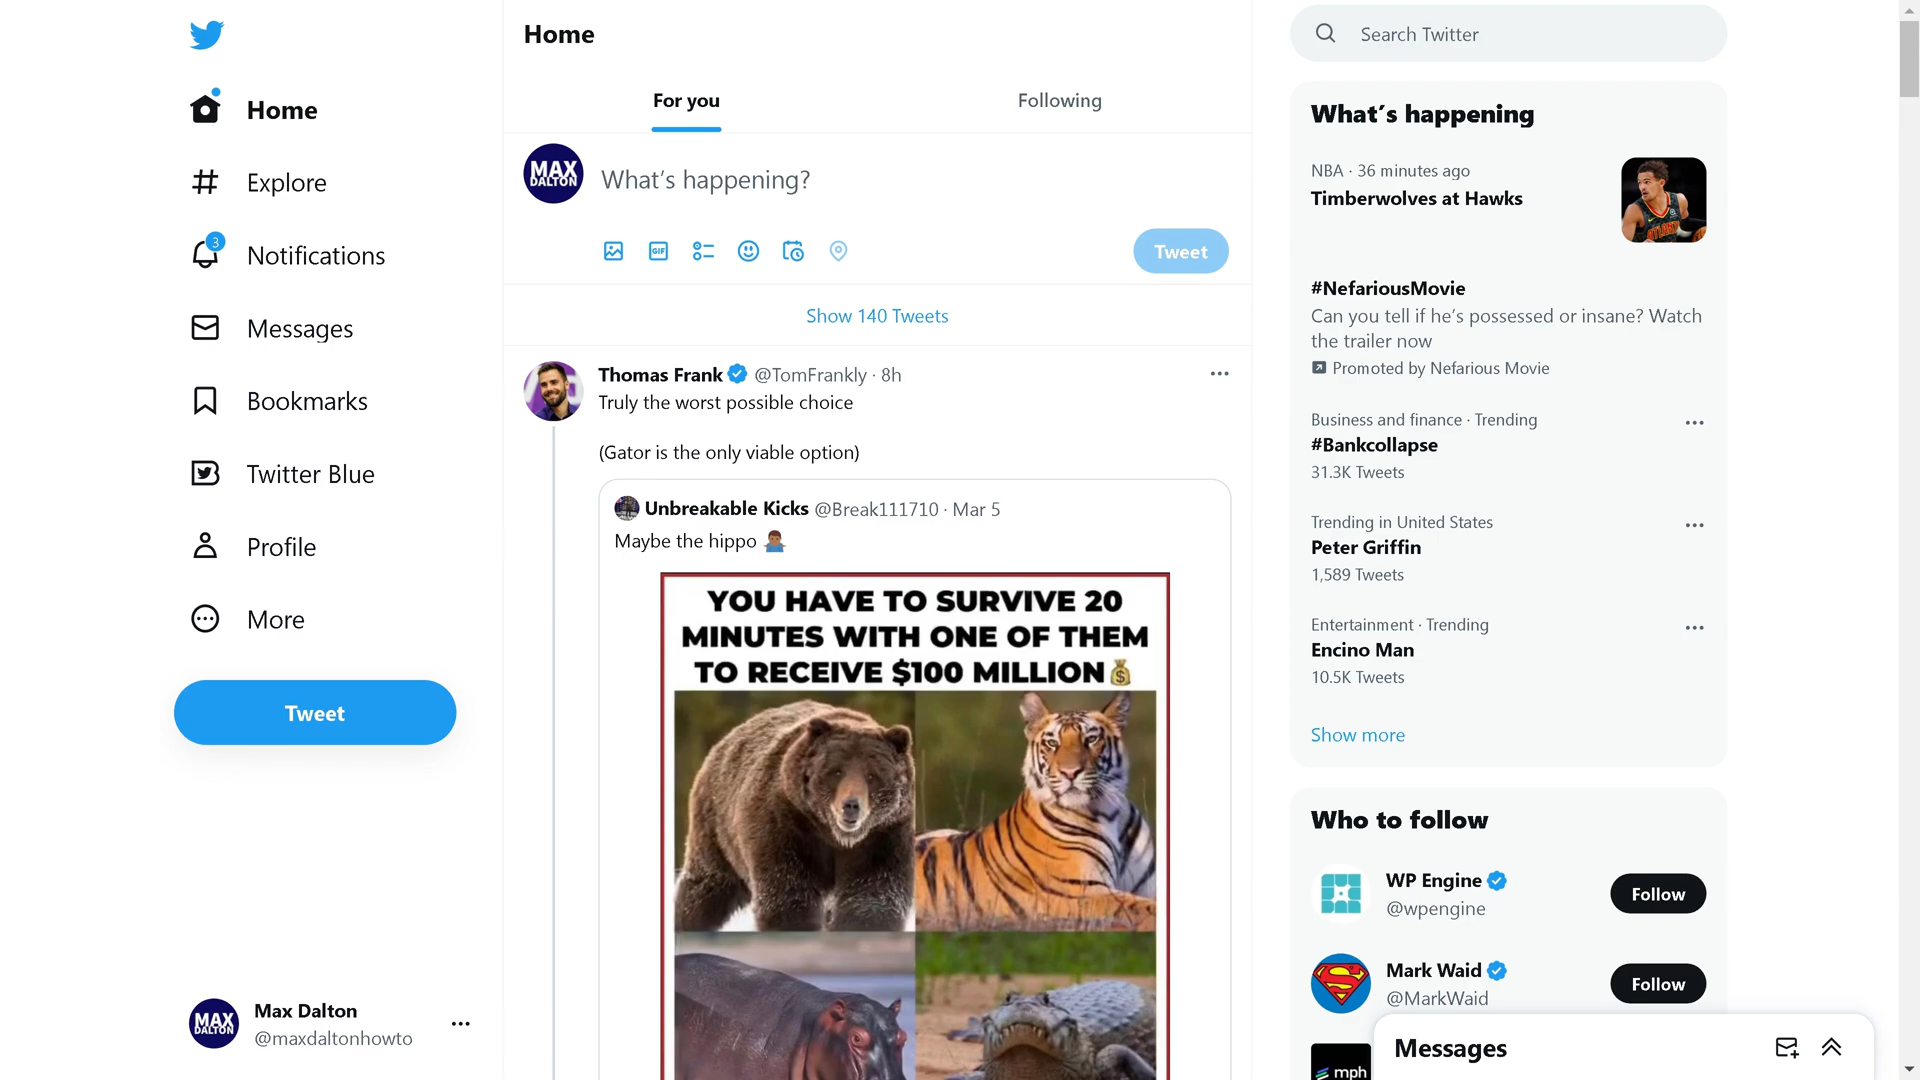 Home
Explore
3
Notifications
Messages
Bookmarks
Twitter Blue
Profile
More
Tweet
MAX
DALTON
Max Dalton
@maxdaltonhowto
Home
For you
Following
MAX
DALTON
What's happening?
GIF
Tweet
Show 140 Tweets
Thomas Frank @TomFrankly · 8h
Truly the worst possible choice
(Gator is the only viable option)
Unbreakable Kicks @Break111710 · Mar 5
Maybe the hippo
YOU HAVE TO SURVIVE 20
MINUTES WITH ONE OF THEM
TO RECEIVE $100 MILLION
Search Twitter
What's happening
NBA · 36 minutes ago
Timberwolves at Hawks
#NefariousMovie
Can you tell if he's possessed or insane? Watch
the trailer now
Promoted by Nefarious Movie
Business and finance · Trending
#Bankcollapse
31.3K Tweets
Trending in United States
Peter Griffin
1,589 Tweets
Entertainment · Trending
Encino Man
10.5K Tweets
Show more
Who to follow
WP Engine
@wpengine
Follow
Mark Waid
@MarkWaid
Follow
mph
Messages